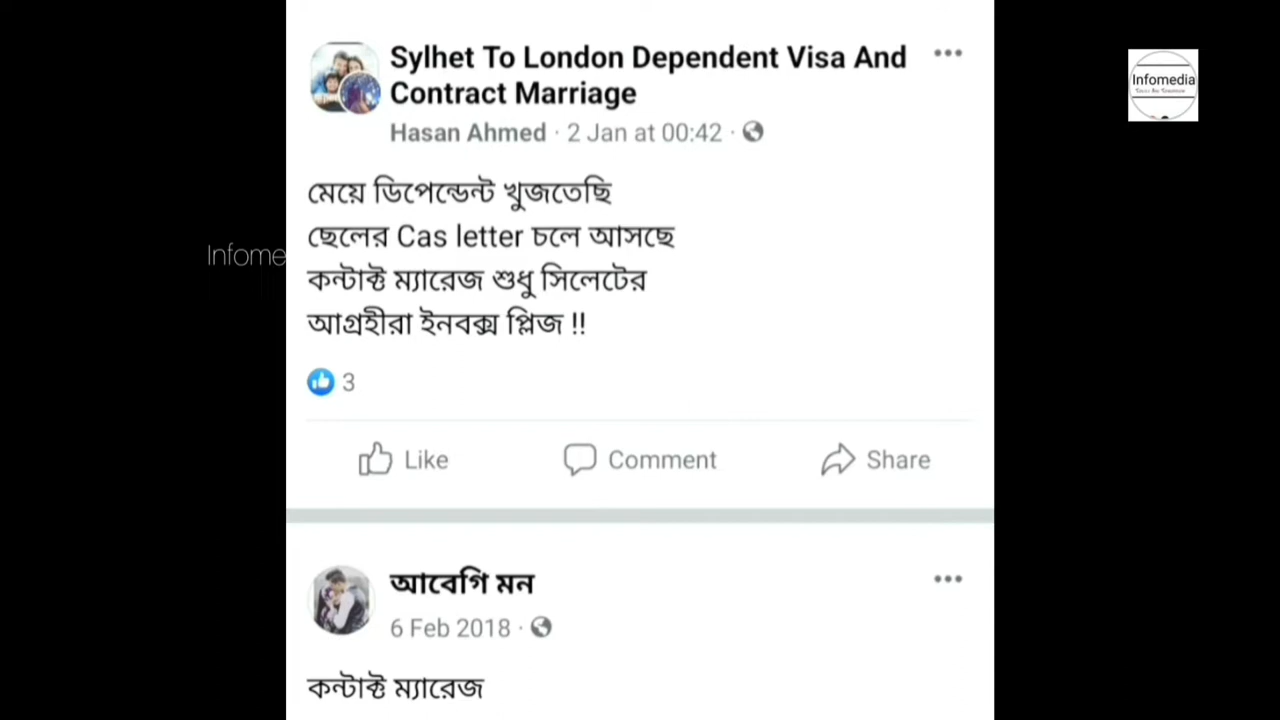 Sylhet To London Dependent Visa And
Contract Marriage
Hasan Ahmed · 2 Jan at 00:42 ·
Infomedia
মেয়ে ডিপেন্ডেন্ট খুজতেছি
ছেলের Cas letter চলে আসছে
Infome
কন্টাক্ট ম্যারেজ শুধু সিলেটের
আগ্রহীরা ইনবক্স প্লিজ !!
3
Like Comment Share
আবেগি মন
6 Feb 2018 ·
কন্টাক্ট ম্যারেজ